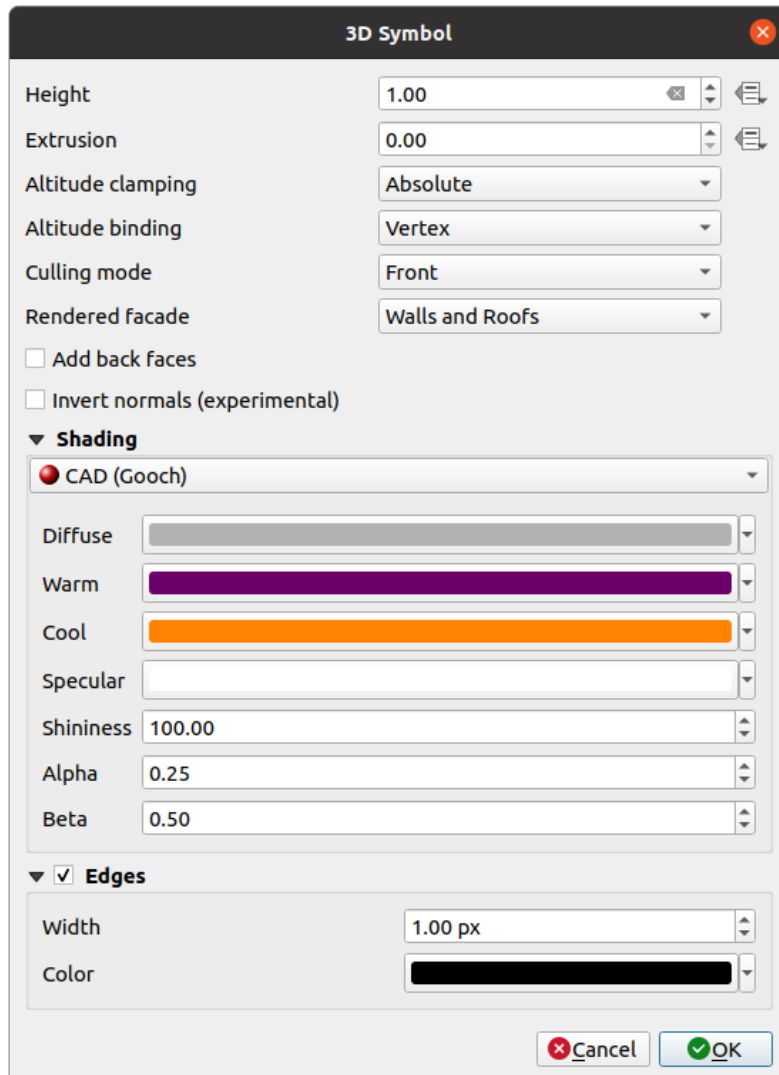 3D Symbol
Height 1.00
Extrusion 0.00
Altitude clamping Absolute
Altitude binding Vertex
Culling mode Front
Rendered facade Walls and Roofs
Add back faces
Invert normals (experimental)
Shading
CAD (Gooch)
Diffuse
Warm
Cool
Specular
Shininess 100.00
Alpha 0.25
Beta 0.50
Edges
Width 1.00 px
Color
Cancel OK